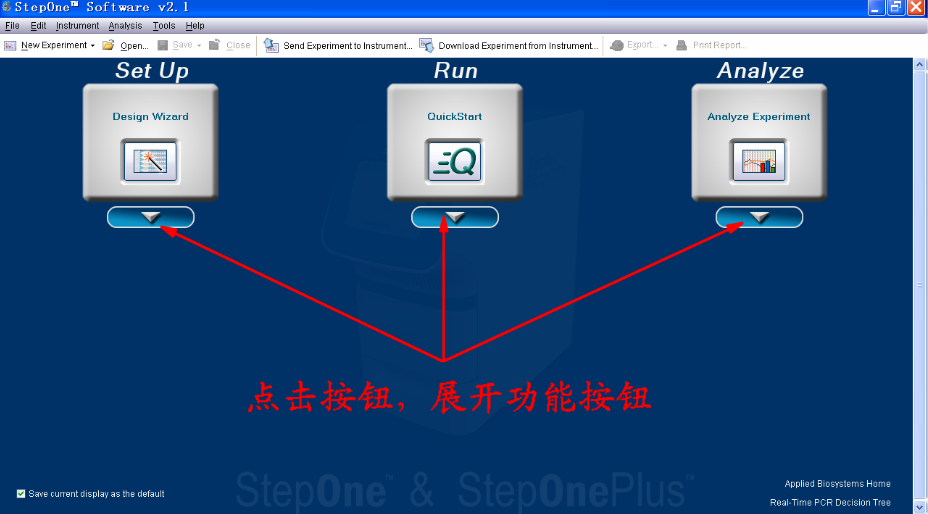 StepOne™ Software v2.1
File Edit Instrument Analysis Tools Help
New Experiment Open... Save Close Send Experiment to Instrument... Download Experiment from Instrument... Export... Print Report...
Set Up Run Analyze
Design Wizard QuickStart Analyze Experiment
Q
点击按钮，展开功能按钮
StepOne™ & StepOnePlus™
Save current display as the default
Applied Biosystems Home
Real-Time PCR Decision Tree